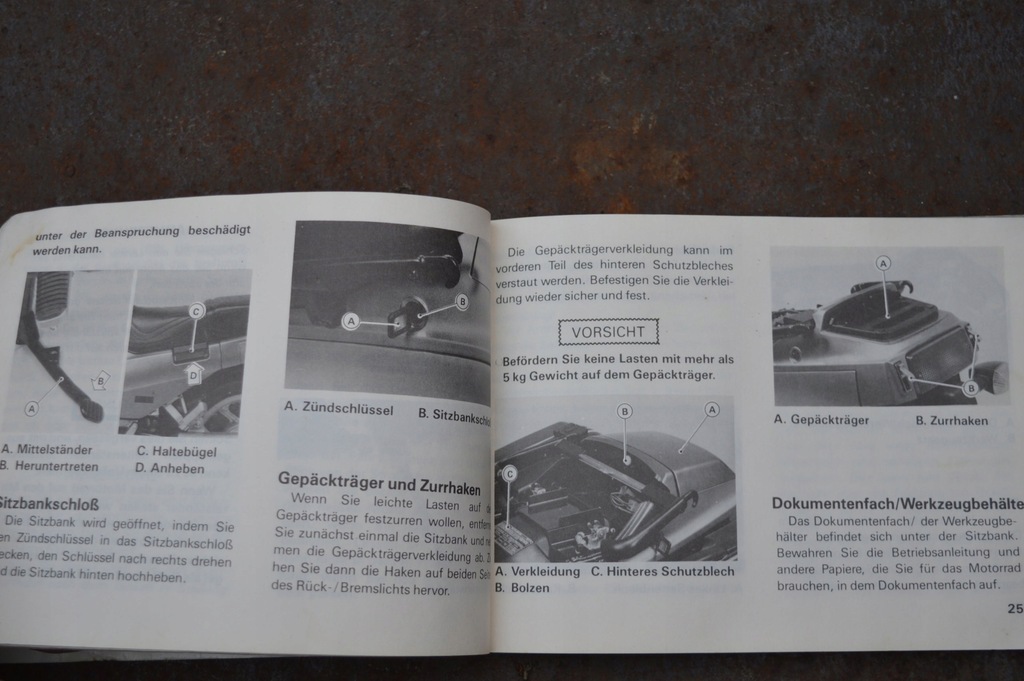 unter der Beanspruchung beschädigt
werden kann.
C
B
D
A
A. Mittelständer
B. Heruntertreten
C. Haltebügel
D. Anheben
Sitzbankschloß
Die Sitzbank wird geöffnet, indem Sie
Zündschlüssel in das Sitzbankschloß
den Schlüssel nach rechts drehen
die Sitzbank hinten hochheben.
A
B
A. Zündschlüssel
B.
Gepäckträger und Zurrhaken
Wenn Sie leichte Lasten
Gepäckträger festzurren wollen,
Sie zunächst einmal die Sitzbank und
men die Gepäckträgerverkleidung ab.
hen Sie dann die Haken auf beiden
des Rück-/Bremslichts hervor.
Die Gepäckträgerverkleidung kann im
vorderen Teil des hinteren Schutzbleches
verstaut werden. Befestigen Sie die Verklei-
dung wieder sicher und fest.
VORSICHT
Befördern Sie keine Lasten mit mehr als
5 kg Gewicht auf dem Gepäckträger.
B
A
C
A. Verkleidung C. Hinteres Schutzblech
B. Bolzen
A
B
A. Gepäckträger
B. Zurrhaken
Dokumentenfach/Werkzeugbehälte
Das Dokumentenfach/ der Werkzeugbe-
hälter befindet sich unter der Sitzbank.
Bewahren Sie die Betriebsanleitung und
andere Papiere, die Sie für das Motorrad
brauchen, in dem Dokumentenfach auf.
25